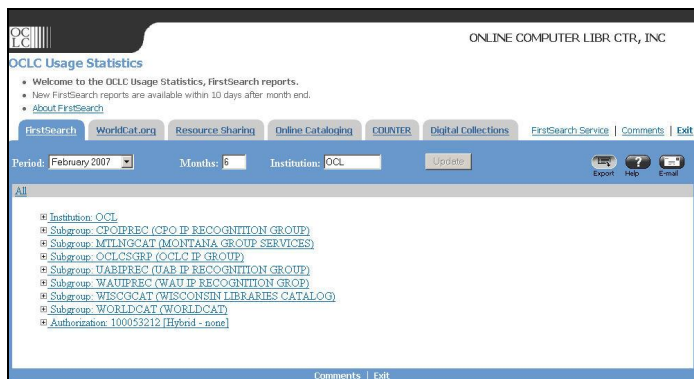 OC
LC
ONLINE COMPUTER LIBR CTR, INC
OCLC Usage Statistics
Welcome to the OCLC Usage Statistics, FirstSearch reports.
New FirstSearch reports are available within 10 days after month end.
About FirstSearch
FirstSearch WorldCat.org Resource Sharing Online Cataloging COUNTER Digital Collections FirstSearch Service | Comments | Exit
Period: February 2007 Months: 6 Institution: OCL Update
Export Help E-mail
All
Institution: OCL
Subgroup: CPOIPREC (CPO IP RECOGNITION GROUP)
Subgroup: MTLNGCAT (MONTANA GROUP SERVICES)
Subgroup: OCLCSGRP (OCLC IP GROUP)
Subgroup: UABIPREC (UAB IP RECOGNITION GROUP)
Subgroup: WAUIPREC (WAU IP RECOGNITION GROP)
Subgroup: WISCGCAT (WISCONSIN LIBRARIES CATALOG)
Subgroup: WORLDCAT (WORLDCAT)
Authorization: 100053212 [Hybrid - none]
Comments | Exit